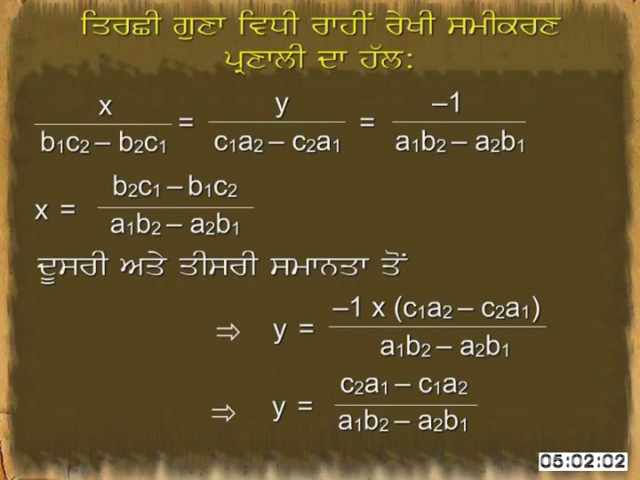 ਤਿਰਛੀ ਗੁਣਾ ਵਿਧੀ ਰਾਹੀਂ ਰੇਖੀ ਸਮੀਕਰਣ
ਪ੍ਰਣਾਲੀ ਦਾ ਹੱਲ:
x / (b₁c₂ – b₂c₁) = y / (c₁a₂ – c₂a₁) = –1 / (a₁b₂ – a₂b₁)
x = (b₂c₁ – b₁c₂) / (a₁b₂ – a₂b₁)
ਦੂਸਰੀ ਅਤੇ ਤੀਸਰੀ ਸਮਾਨਤਾ ਤੋਂ
⇒ y = –1 x (c₁a₂ – c₂a₁) / (a₁b₂ – a₂b₁)
⇒ y = (c₂a₁ – c₁a₂) / (a₁b₂ – a₂b₁)
05:02:02